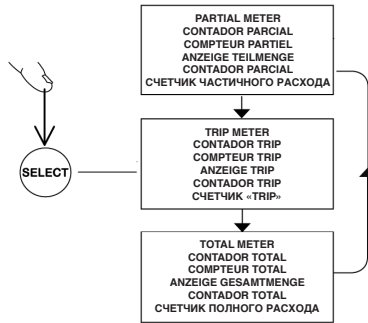 PARTIAL METER
CONTADOR PARCIAL
COMPTEUR PARTIEL
ANZEIGE TEILMENGE
CONTADOR PARCIAL
СЧЕТЧИК ЧАСТИЧНОГО РАСХОДА
SELECT
TRIP METER
CONTADOR TRIP
COMPTEUR TRIP
ANZEIGE TRIP
CONTADOR TRIP
СЧЕТЧИК «TRIP»
TOTAL METER
CONTADOR TOTAL
COMPTEUR TOTAL
ANZEIGE GESAMTMENGE
CONTADOR TOTAL
СЧЕТЧИК ПОЛНОГО РАСХОДА